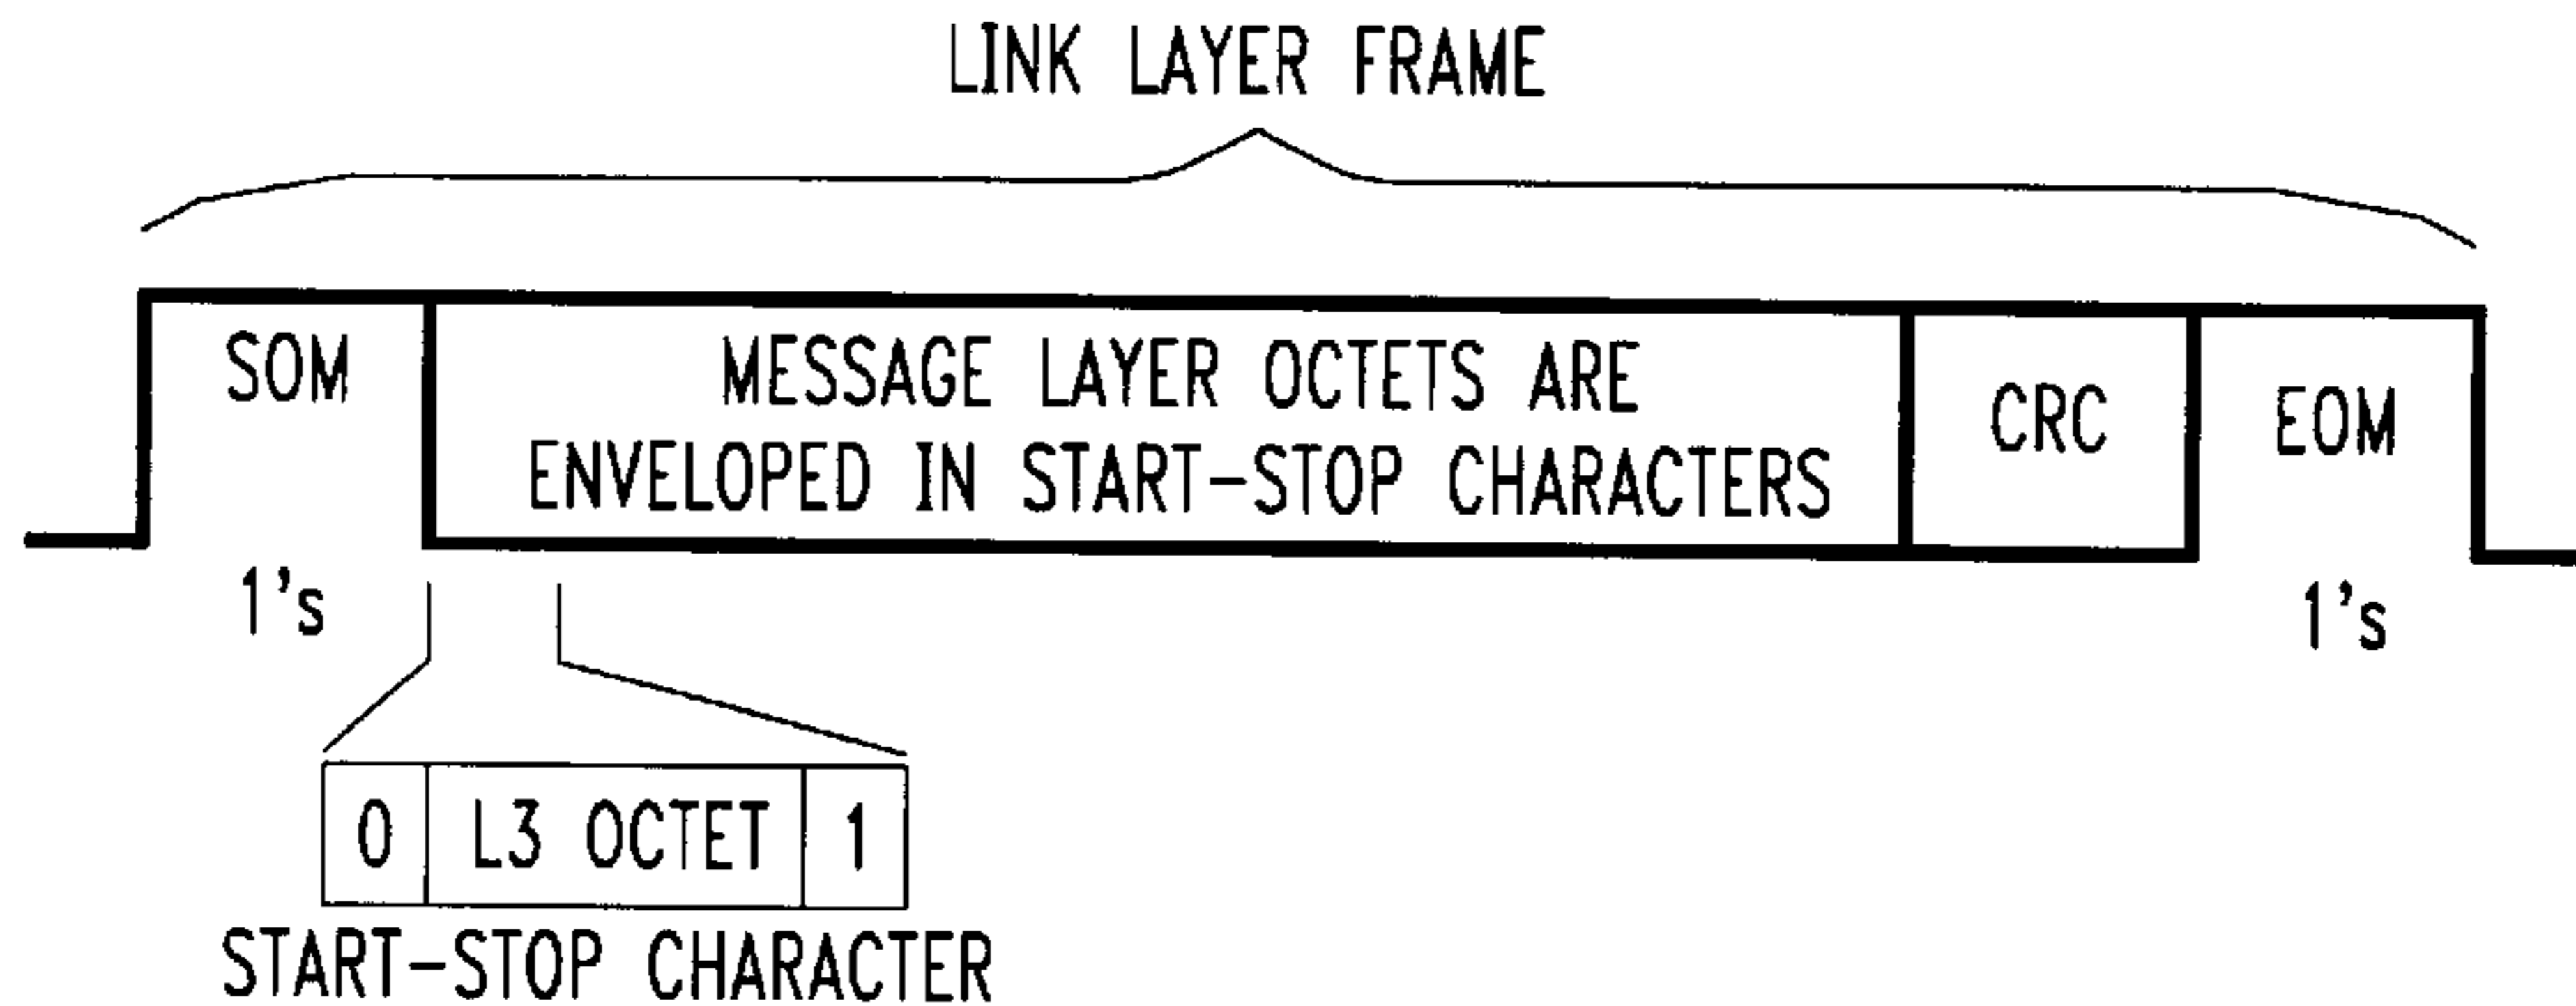 LINK LAYER FRAME
SOM
MESSAGE LAYER OCTETS ARE
ENVELOPED IN START-STOP CHARACTERS
CRC
EOM
1's
1's
0
L3 OCTET
1
START-STOP CHARACTER